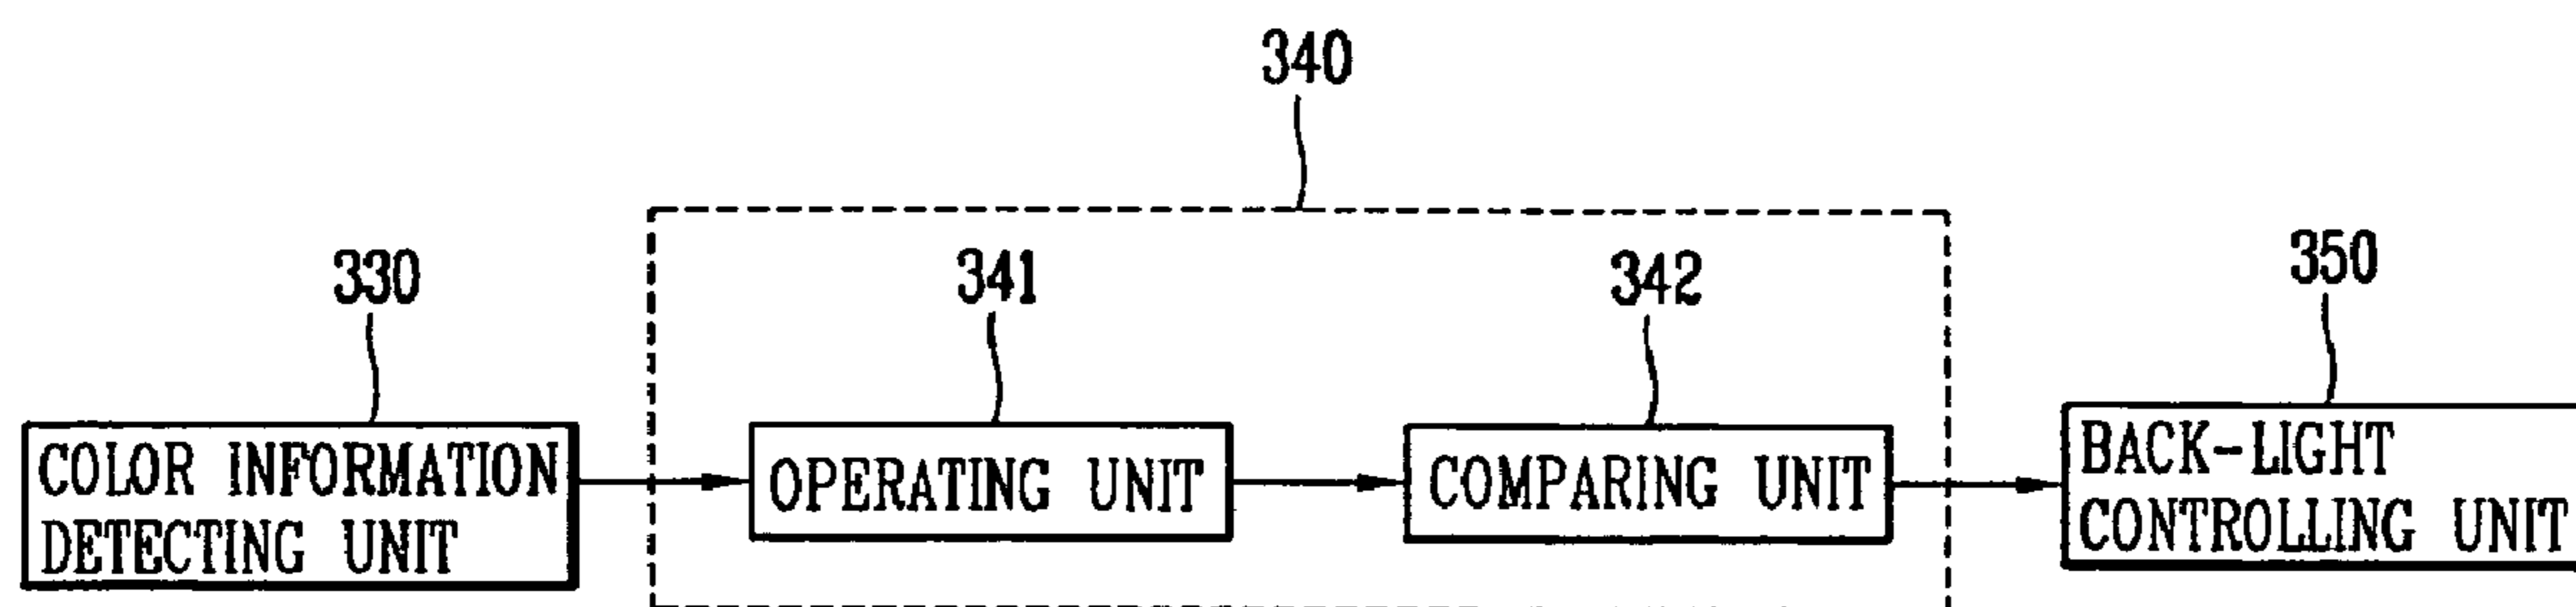 340
330
341
342
350
COLOR INFORMATION
DETECTING UNIT
OPERATING UNIT
COMPARING UNIT
BACK-LIGHT
CONTROLLING UNIT